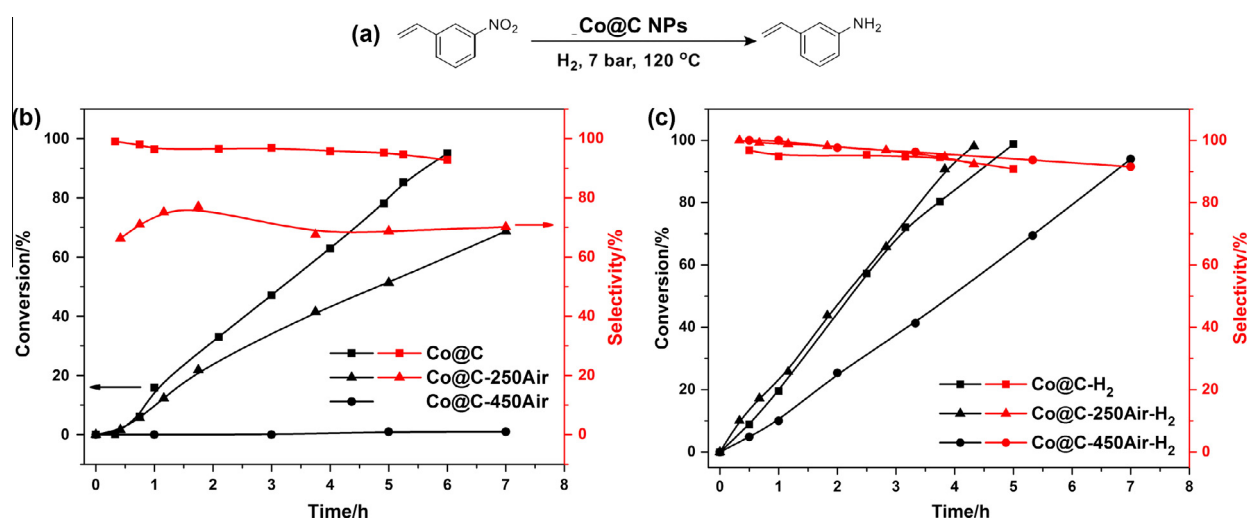 (a)
NO2
Co@C NPs
H2, 7 bar, 120 °C
NH2
(b)
100
80
60
40
20
0
Conversion/%
0 1 2 3 4 5 6 7 8
Time/h
100
80
60
40
20
0
Selectivity/%
Co@C
Co@C-250Air
Co@C-450Air
(c)
100
80
60
40
20
0
Conversion/%
0 1 2 3 4 5 6 7 8
Time/h
100
80
60
40
20
0
Selectivity/%
Co@C-H2
Co@C-250Air-H2
Co@C-450Air-H2